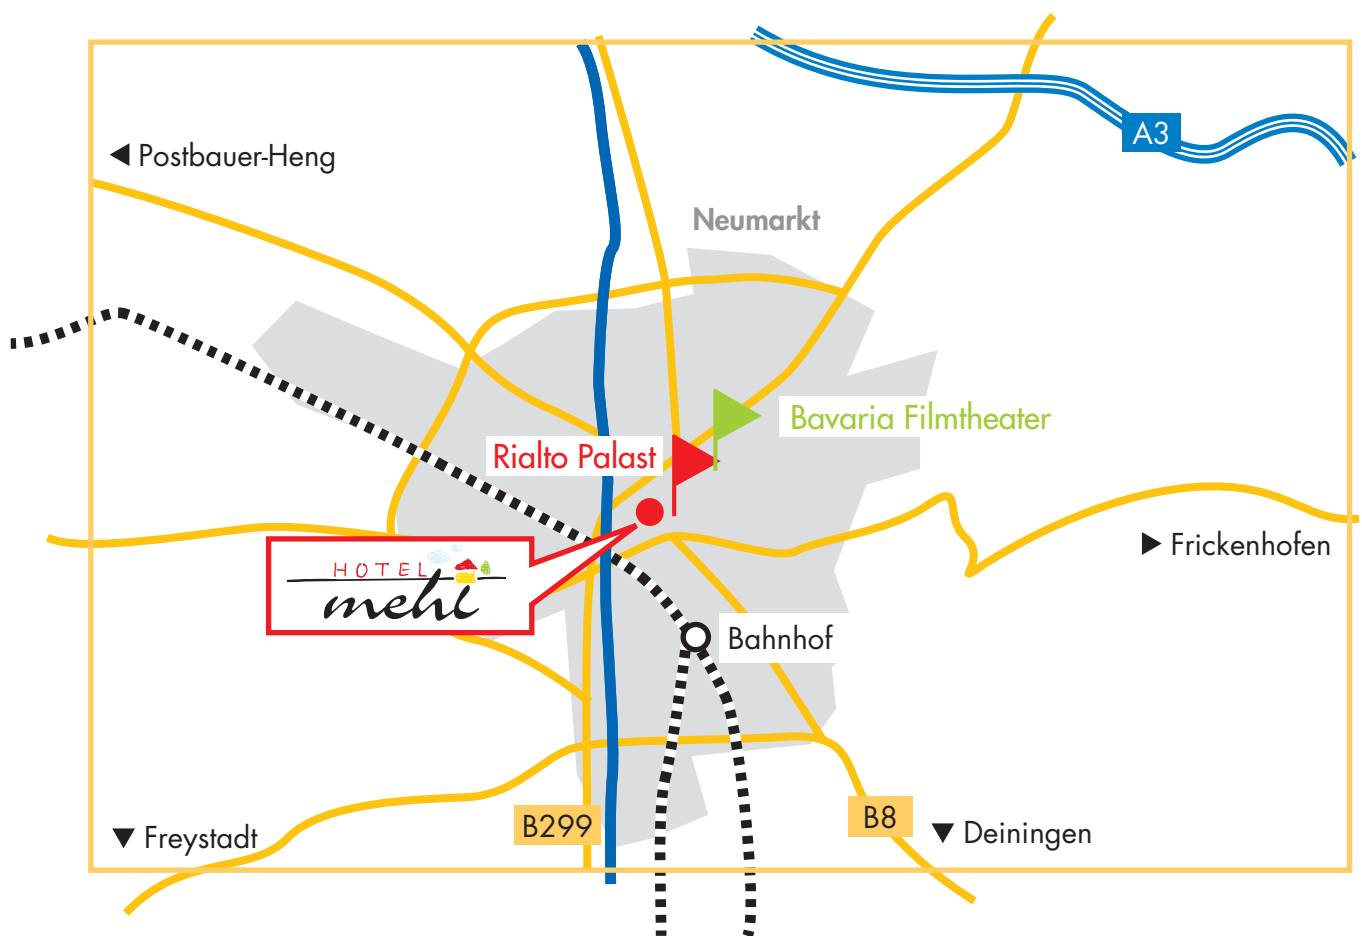 A3
Postbauer-Heng
Neumarkt
Bavaria Filmtheater
Rialto Palast
Frickenhofen
HOTEL
mehl
Bahnhof
B299
B8
Freystadt
Deiningen